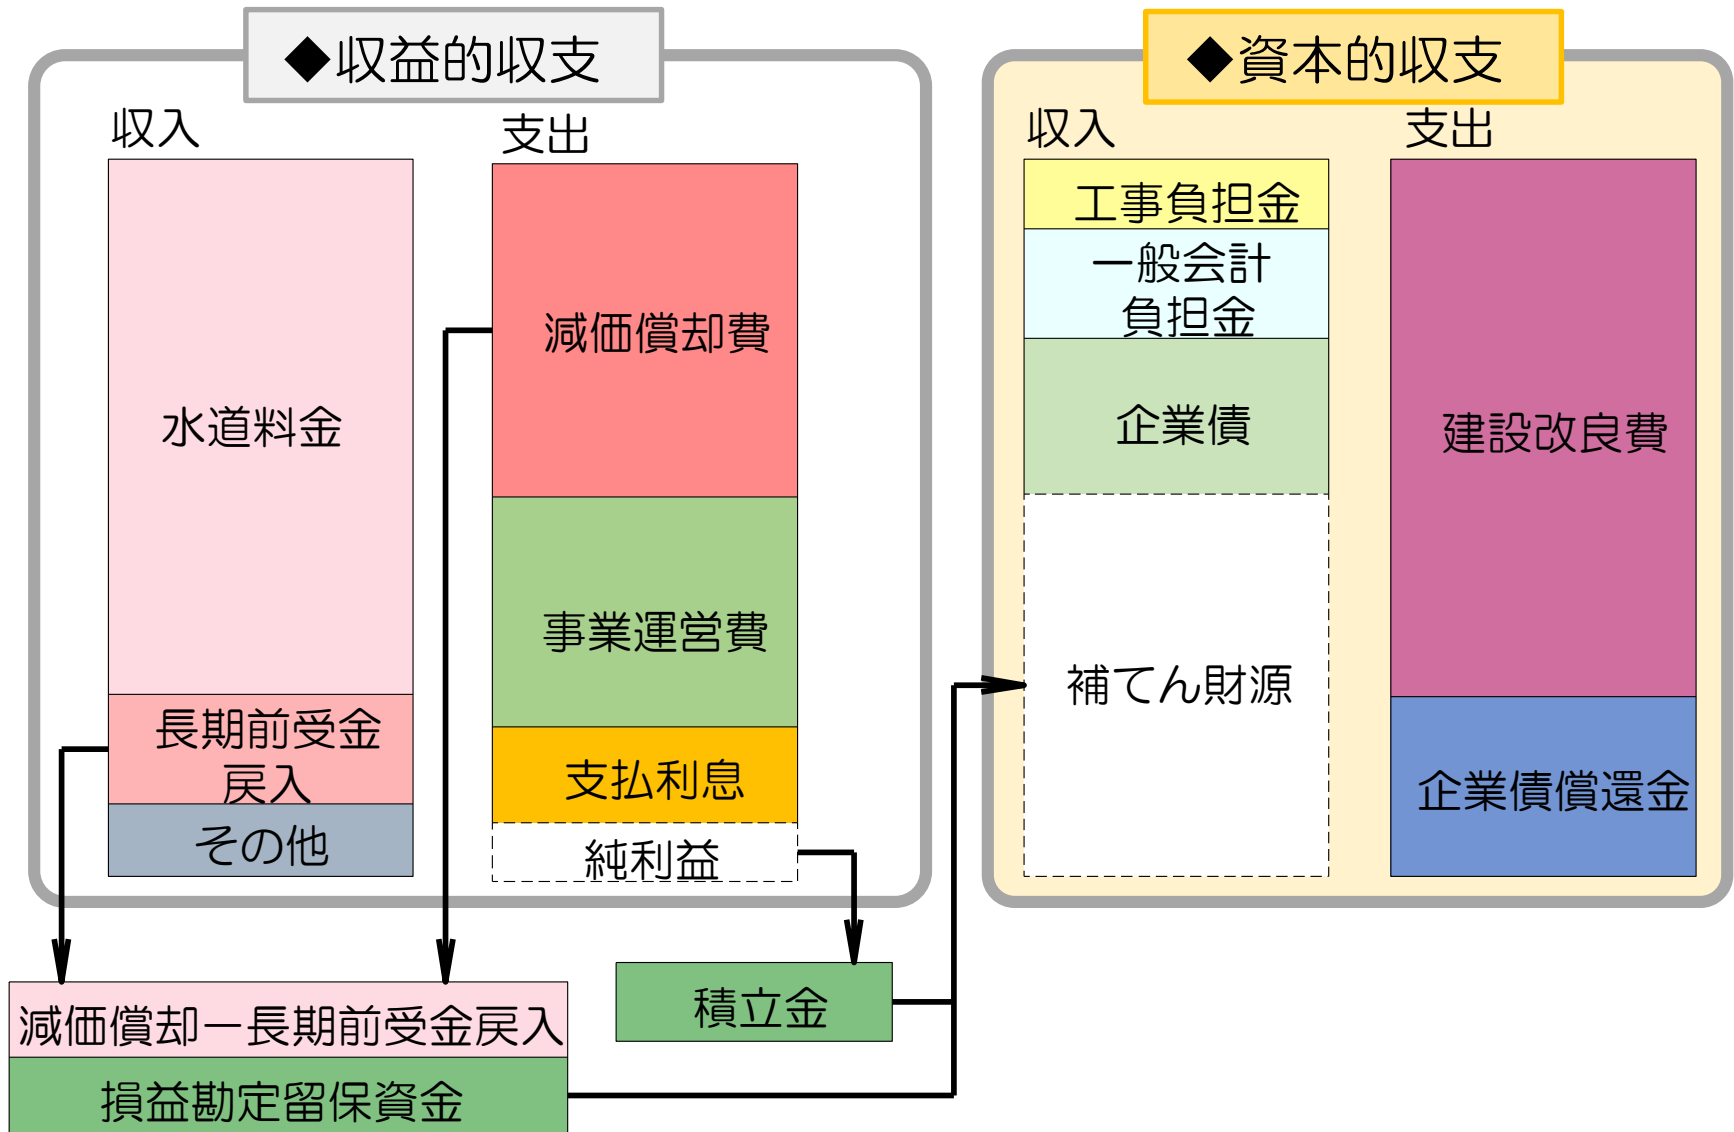 ◆収益的収支
収入
水道料金
長期前受金
戻入
その他
支出
減価償却費
事業運営費
支払利息
純利益
◆資本的収支
収入
工事負担金
一般会計
負担金
企業債
補てん財源
支出
建設改良費
企業債償還金
減価償却ー長期前受金戻入
損益勘定留保資金
積立金